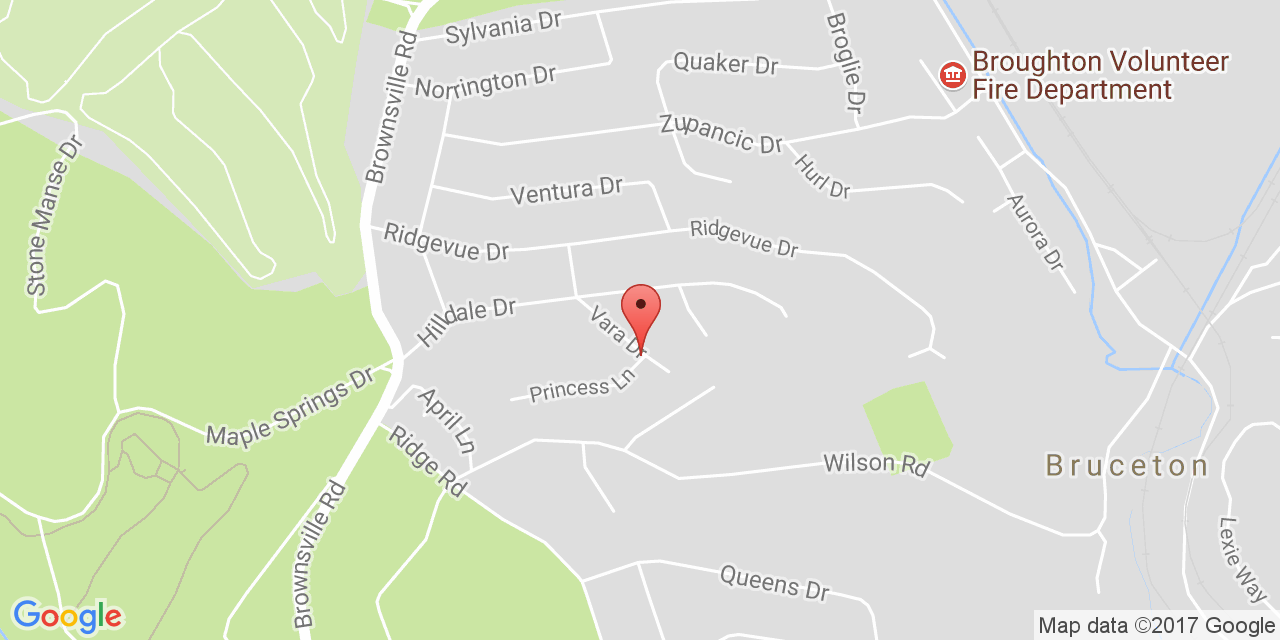 Sylvania Dr
Norrington Dr
Quaker Dr
Broglie Dr
Broughton Volunteer
Fire Department
Brownsville Rd
Zupancic Dr
Hurl Dr
Stone Manse Dr
Ventura Dr
Ridgevue Dr
Ridgevue Dr
Aurora Dr
Hilldale Dr
Vara Dr
Princess Ln
Maple Springs Dr
April Ln
Ridge Rd
Wilson Rd
Bruceton
Brownsville Rd
Queens Dr
Lexie Way
Google
Map data ©2017 Google